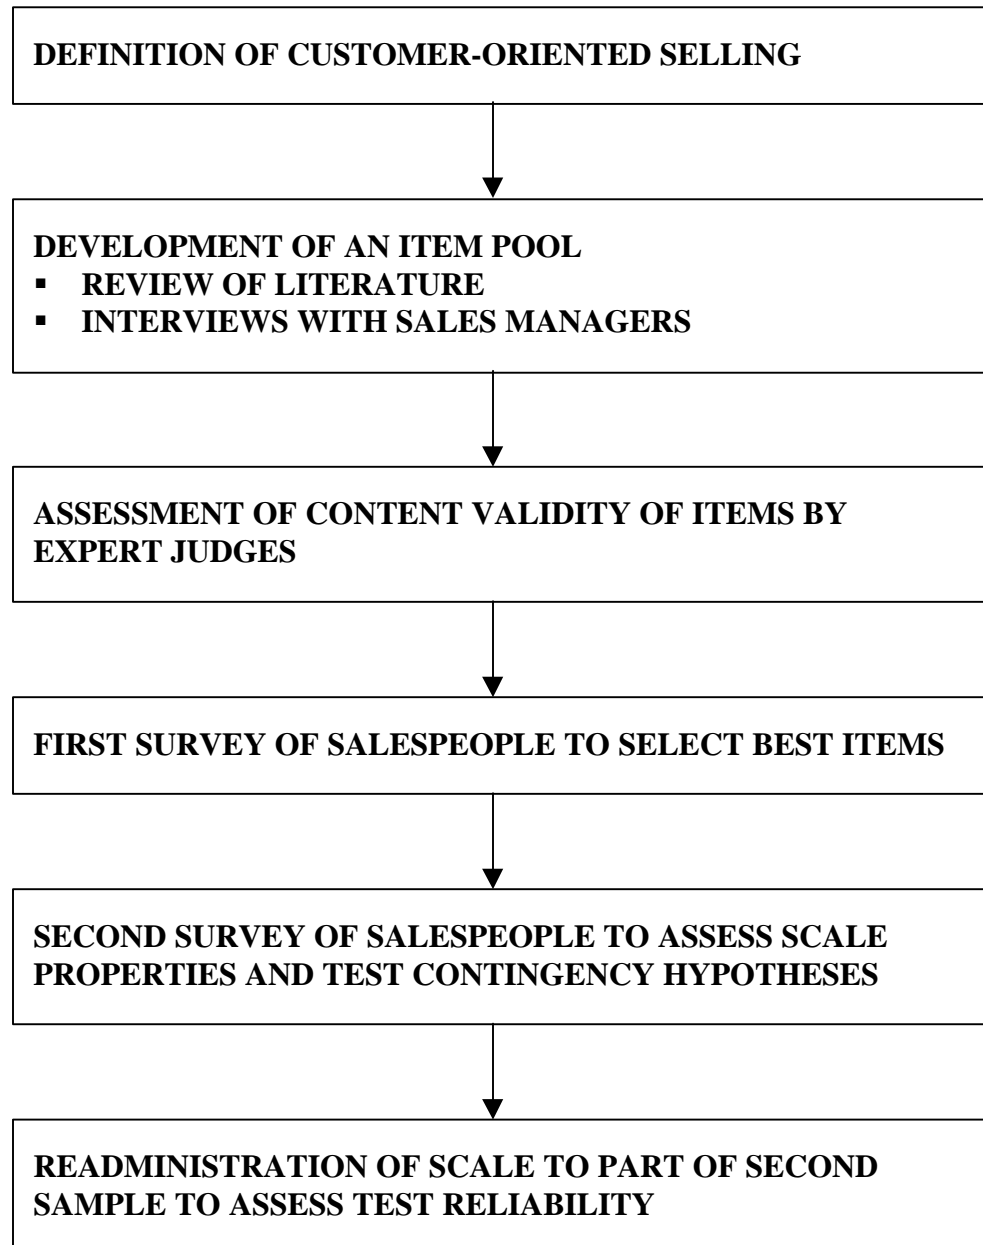 DEFINITION OF CUSTOMER-ORIENTED SELLING
DEVELOPMENT OF AN ITEM POOL
▪ REVIEW OF LITERATURE
▪ INTERVIEWS WITH SALES MANAGERS
ASSESSMENT OF CONTENT VALIDITY OF ITEMS BY
EXPERT JUDGES
FIRST SURVEY OF SALESPEOPLE TO SELECT BEST ITEMS
SECOND SURVEY OF SALESPEOPLE TO ASSESS SCALE
PROPERTIES AND TEST CONTINGENCY HYPOTHESES
READMINISTRATION OF SCALE TO PART OF SECOND
SAMPLE TO ASSESS TEST RELIABILITY